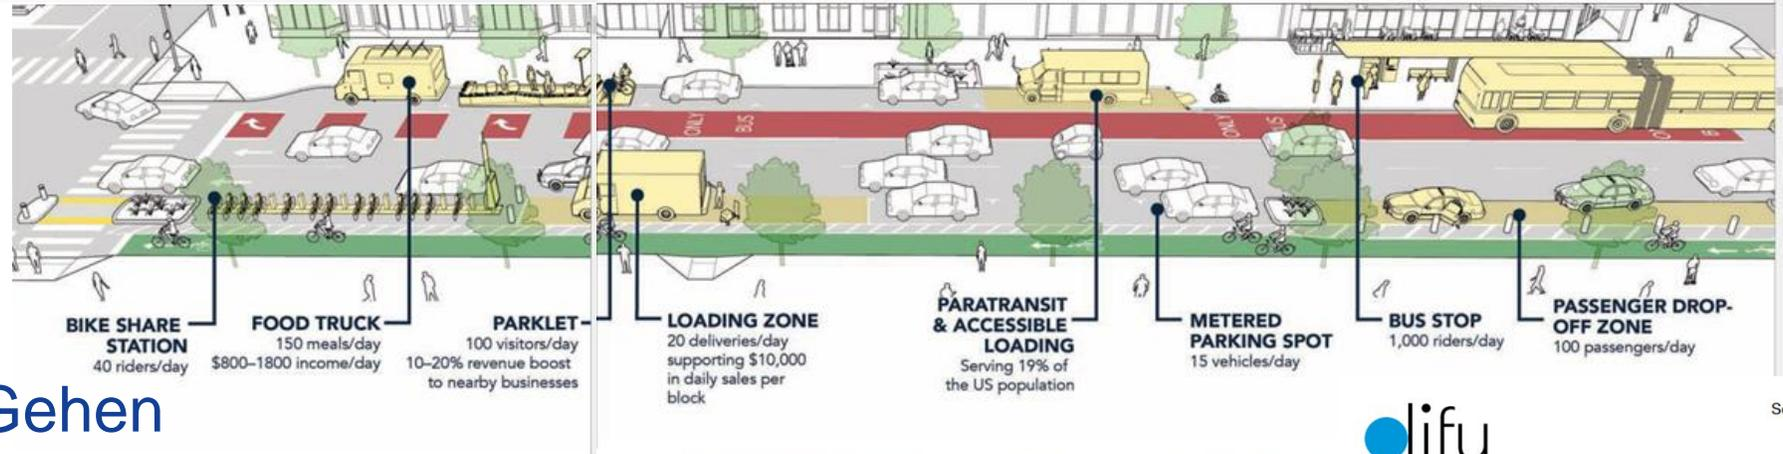 ONLY
BUS
ONLY
BIKE SHARE
STATION
40 riders/day
FOOD TRUCK
150 meals/day
$800–1800 income/day
PARKLET
100 visitors/day
10–20% revenue boost
to nearby businesses
LOADING ZONE
20 deliveries/day
supporting $10,000
in daily sales per
block
PARATRANSIT
& ACCESSIBLE
LOADING
Serving 19% of
the US population
METERED
PARKING SPOT
15 vehicles/day
BUS STOP
1,000 riders/day
PASSENGER DROP-
OFF ZONE
100 passengers/day
Gehen
difu